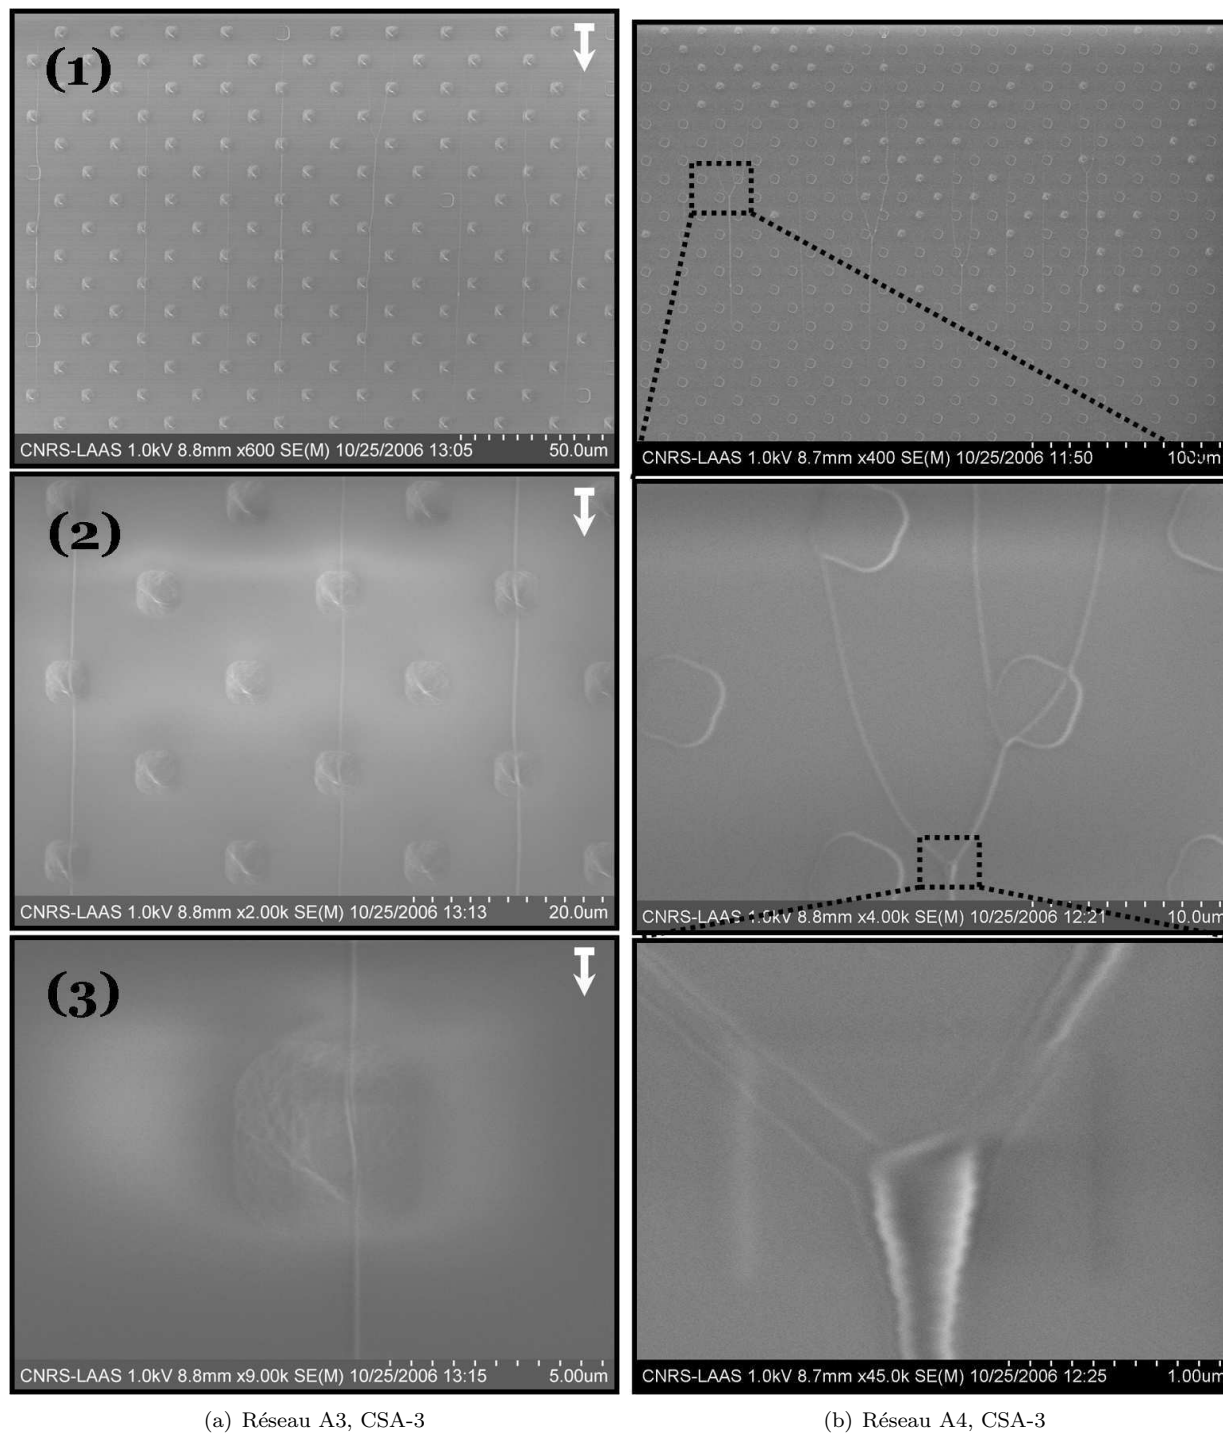 (1)
CNRS-LAAS 1.0kV 8.8mm x600 SE(M) 10/25/2006 13:05 50.0um
CNRS-LAAS 1.0kV 8.7mm x400 SE(M) 10/25/2006 11:50 100um
(2)
CNRS-LAAS 1.0kV 8.8mm x2.00k SE(M) 10/25/2006 13:13 20.0um
CNRS-LAAS 1.0kV 8.8mm x4.00k SE(M) 10/25/2006 12:21 10.0um
(3)
CNRS-LAAS 1.0kV 8.8mm x9.00k SE(M) 10/25/2006 13:15 5.00um
CNRS-LAAS 1.0kV 8.7mm x45.0k SE(M) 10/25/2006 12:25 1.00um
(a) Réseau A3, CSA-3
(b) Réseau A4, CSA-3